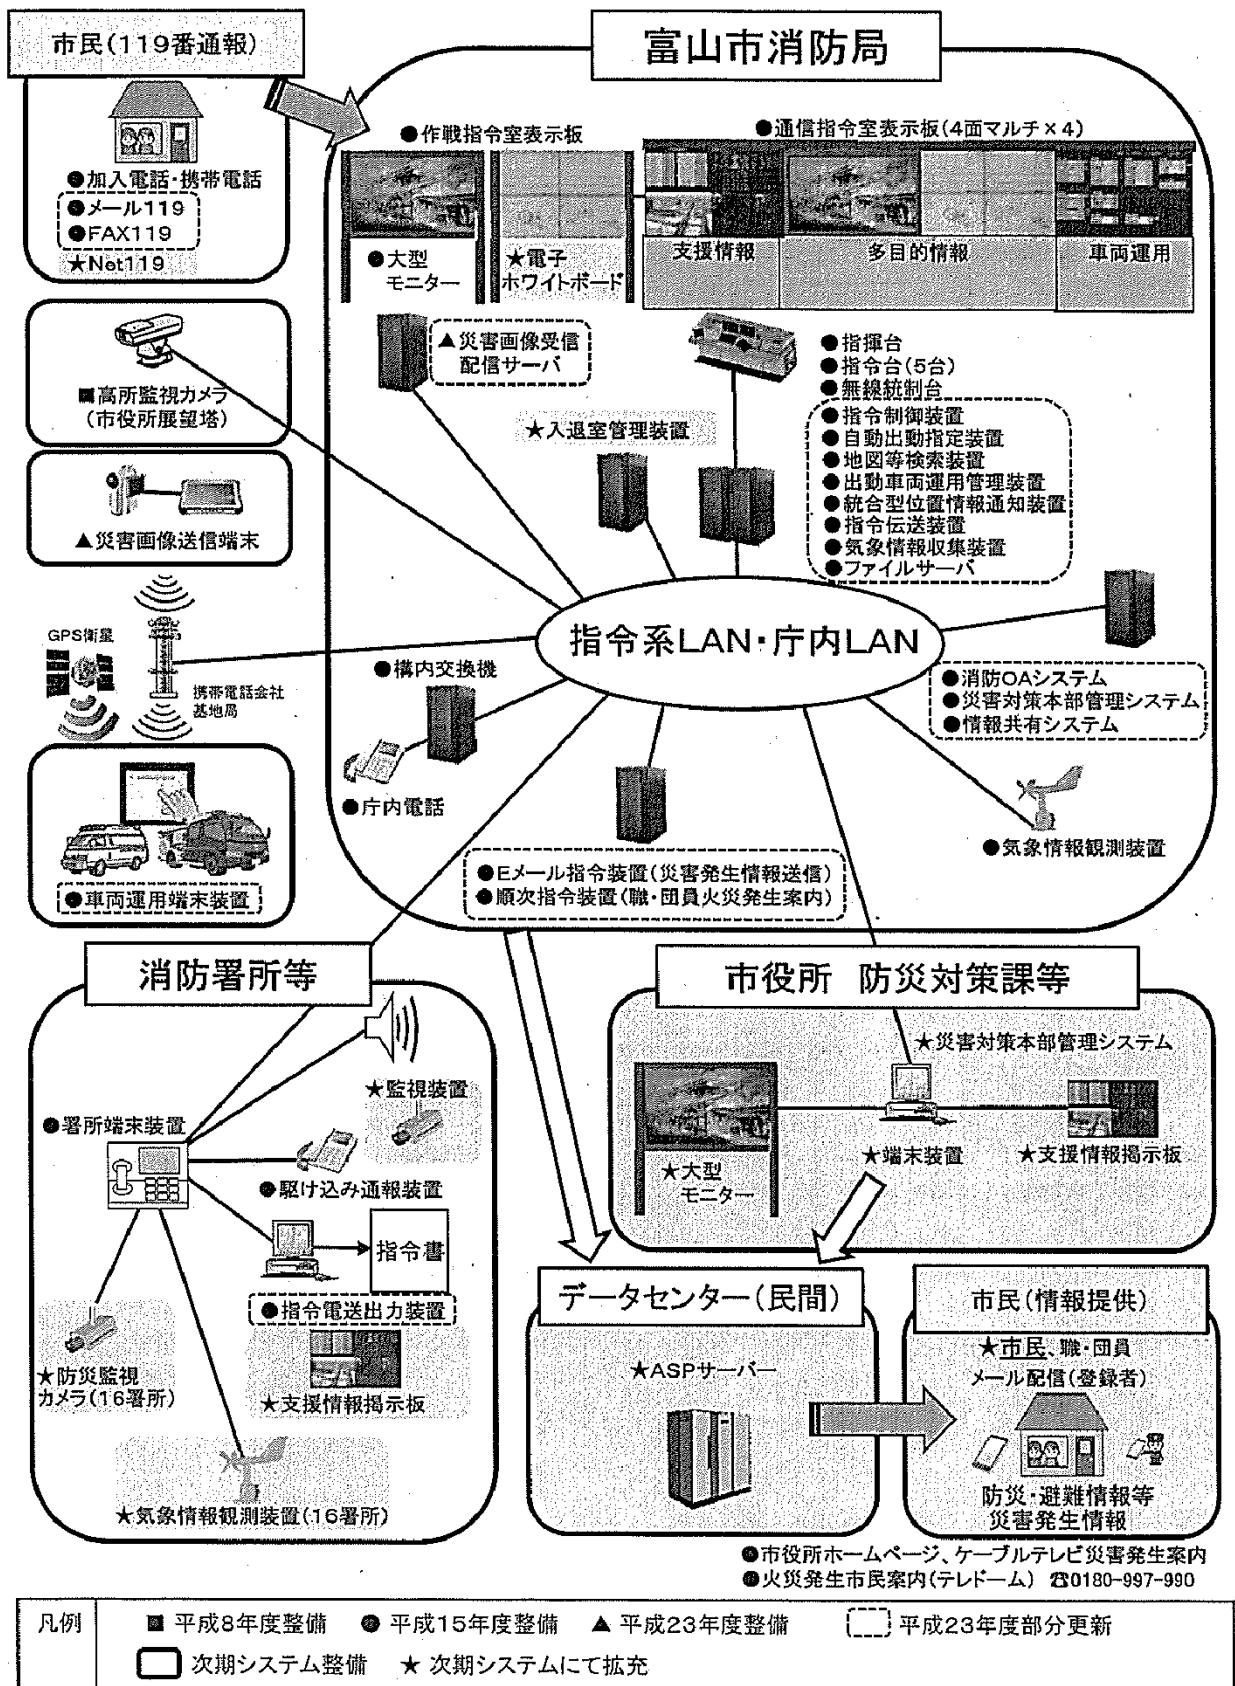 市民(119番通報)
●加入電話・携帯電話
●メール119
●FAX119
★Net119
富山市消防局
●作戦指令室表示板
●通信指令室表示板(4面マルチ×4)
●大型
モニター
★電子
ホワイトボード
支援情報
多目的情報
車両運用
▲災害画像受信
配信サーバ
●指揮台
●指令台(5台)
●無線統制台
●指令制御装置
●自動出動指定装置
●地図等検索装置
●出動車両運用管理装置
●統合型位置情報通知装置
●指令伝送装置
●気象情報収集装置
●ファイルサーバ
★入退室管理装置
■高所監視カメラ
(市役所展望塔)
▲災害画像送信端末
GPS衛星
携帯電話会社
基地局
●車両運用端末装置
指令系LAN・庁内LAN
●構内交換機
●庁内電話
●消防OAシステム
●災害対策本部管理システム
●情報共有システム
●気象情報観測装置
●Eメール指令装置(災害発生情報送信)
●順次指令装置(職・団員火災発生案内)
消防署所等
★監視装置
●署所端末装置
●駆け込み通報装置
指令書
●指令電送出力装置
★防災監視
カメラ(16署所)
★支援情報掲示板
★気象情報観測装置(16署所)
市役所 防災対策課等
★災害対策本部管理システム
★大型
モニター
★端末装置
★支援情報掲示板
データセンター(民間)
★ASPサーバー
市民(情報提供)
★市民、職・団員
メール配信(登録者)
防災・避難情報等
災害発生情報
●市役所ホームページ、ケーブルテレビ災害発生案内
●火災発生市民案内(テレドーム) ☎0180-997-990
凡例
■ 平成8年度整備 ● 平成15年度整備 ▲ 平成23年度整備 平成23年度部分更新
次期システム整備 ★ 次期システムにて拡充